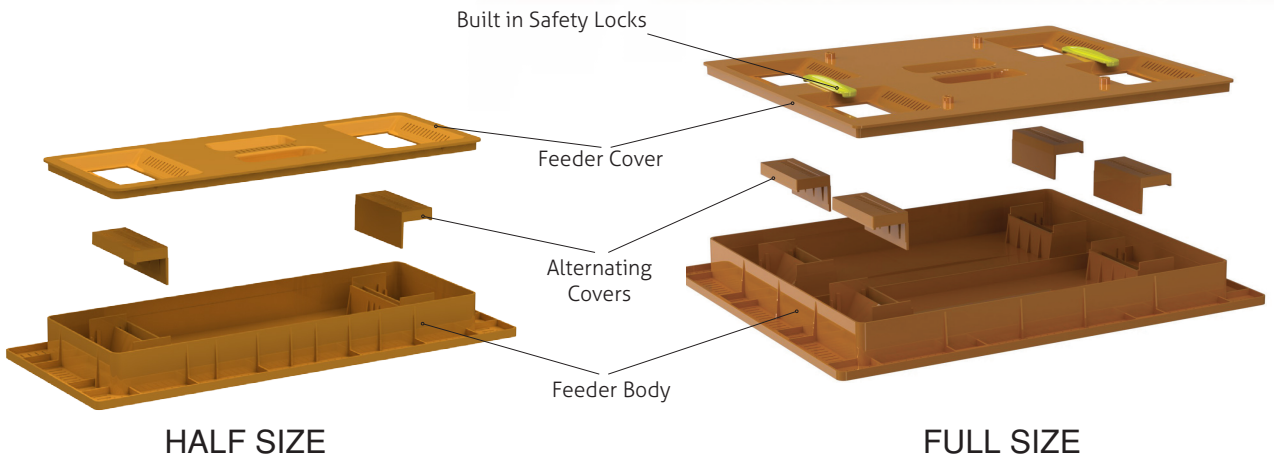 Built in Safety Locks
Feeder Cover
Alternating
Covers
Feeder Body
HALF SIZE
FULL SIZE